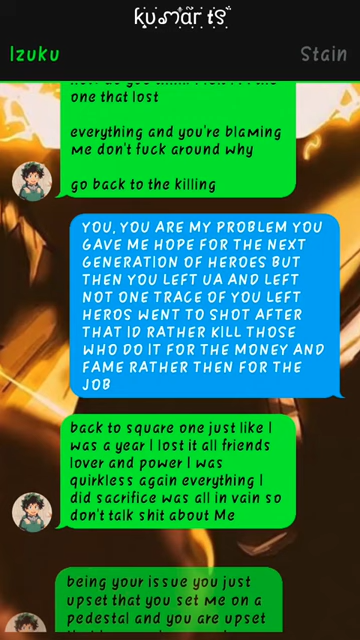 kumar ts
Izuku
Stain
one that lost
everything and you're blaming
me don't fuck around why
go back to the killing
YOU, YOU ARE MY PROBLEM YOU
GAVE ME HOPE FOR THE NEXT
GENERATION OF HEROES BUT
THEN YOU LEFT UA AND LEFT
NOT ONE TRACE OF YOU LEFT
HEROS WENT TO SHOT AFTER
THAT ID RATHER KILL THOSE
WHO DO IT FOR THE MONEY AND
FAME RATHER THEN FOR THE
JOB
back to square one just like I
was a year I lost it all friends
lover and power I was
quirkless again everything I
did sacrifice was all in vain so
don't talk shit about Me
being your issue you just
upset that you set me on a
pedestal and you are upset